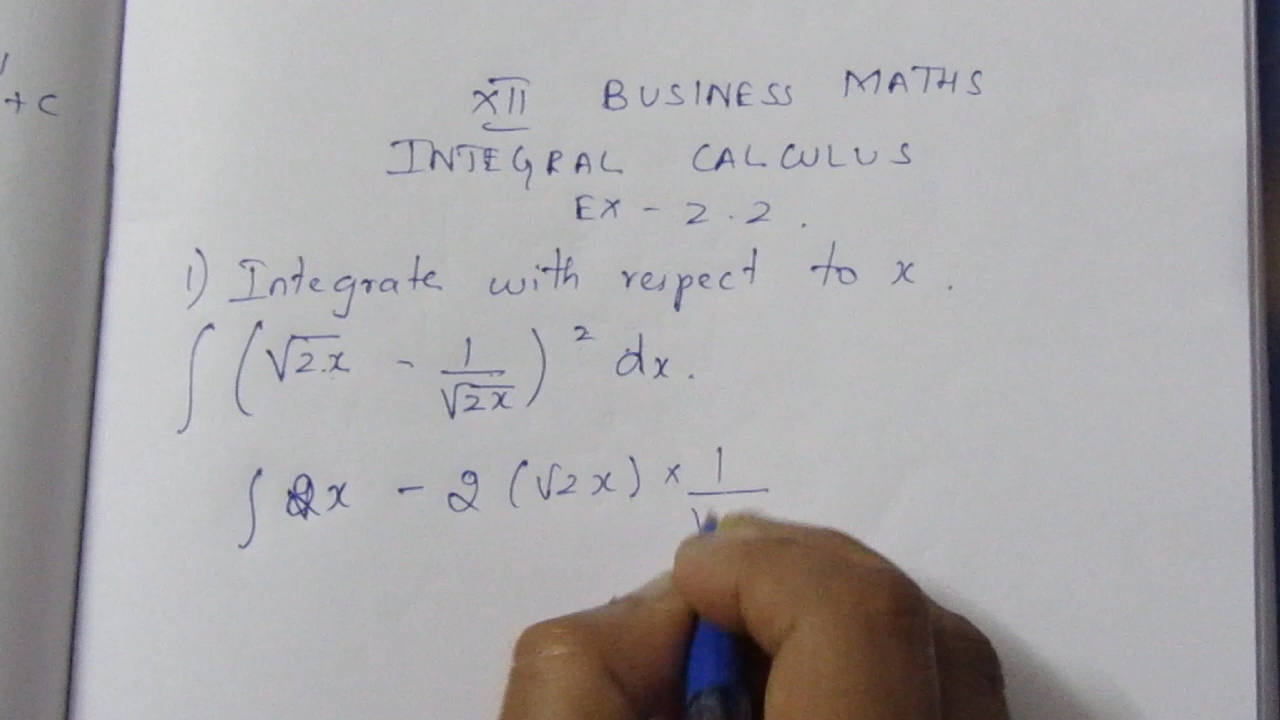 + c
XII BUSINESS MATHS
INTEGRAL CALCULUS
EX - 2.2.
1) Integrate with respect to x.
∫ (√2x - 1/√2x)² dx.
∫ 2x - 2 (√2x) × 1/√